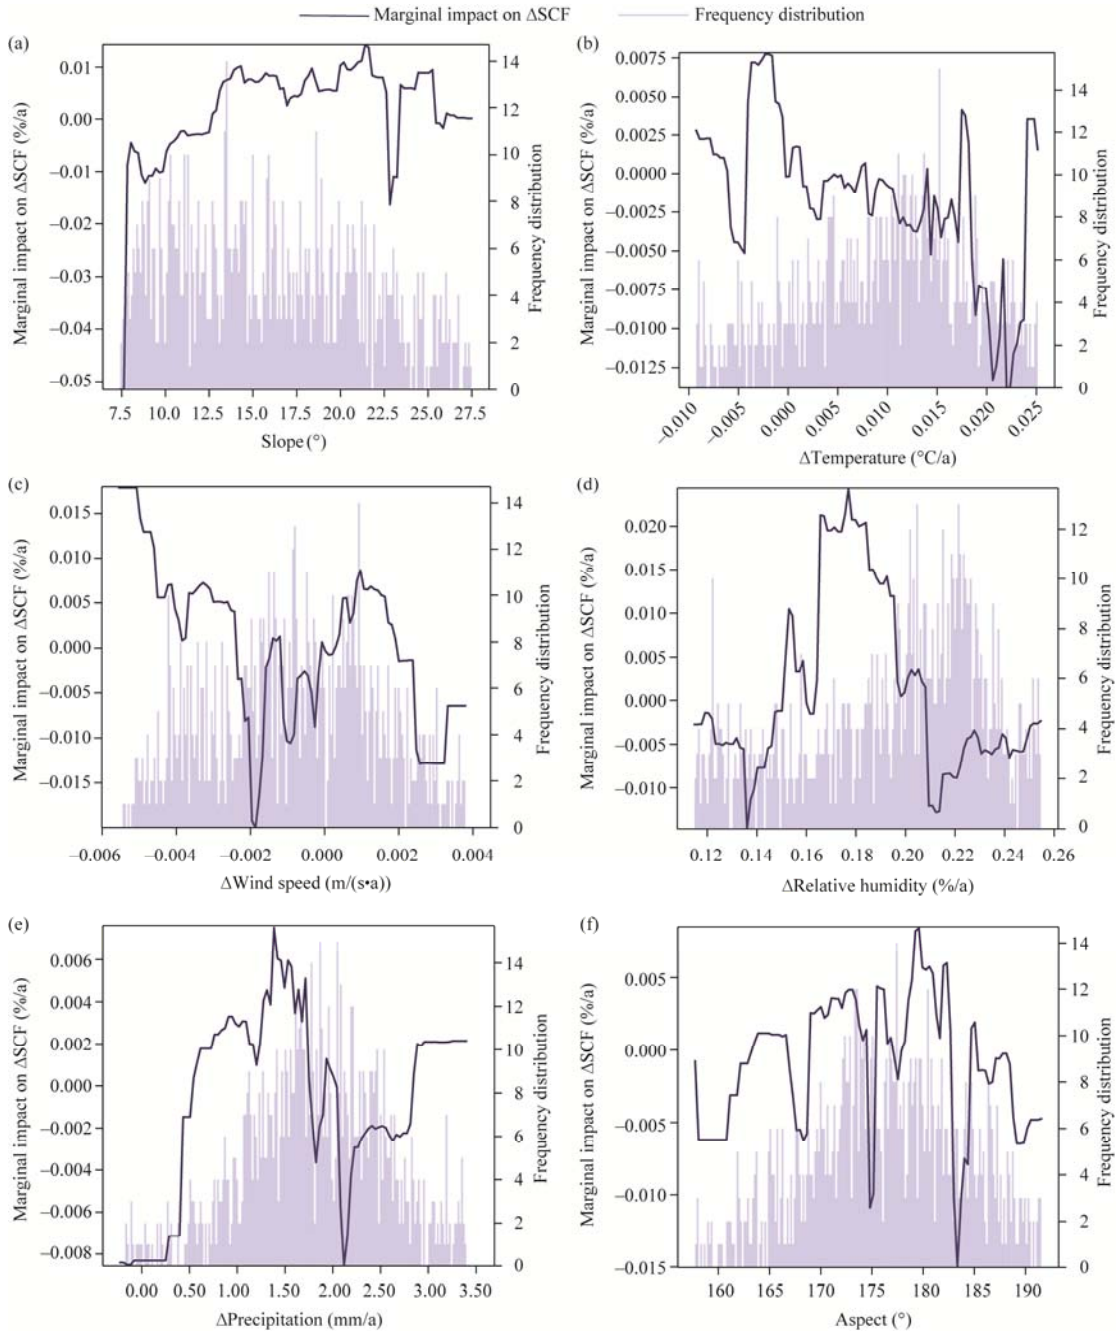 Marginal impact on ΔSCF Frequency distribution
(a)
Marginal impact on ΔSCF (%/a)
0.01
0.00
−0.01
−0.02
−0.03
−0.04
−0.05
14
12
10
8
6
4
2
0
Frequency distribution
7.5 10.0 12.5 15.0 17.5 20.0 22.5 25.0 27.5
Slope (°)
(b)
Marginal impact on ΔSCF (%/a)
0.0075
0.0050
0.0025
0.0000
−0.0025
−0.0050
−0.0075
−0.0100
−0.0125
14
12
10
8
6
4
2
0
Frequency distribution
−0.010 −0.005 0.000 0.005 0.010 0.015 0.020 0.025
ΔTemperature (°C/a)
(c)
Marginal impact on ΔSCF (%/a)
0.015
0.010
0.005
0.000
−0.005
−0.010
−0.015
14
12
10
8
6
4
2
0
Frequency distribution
−0.006 −0.004 −0.002 0.000 0.002 0.004
ΔWind speed (m/(s•a))
(d)
Marginal impact on ΔSCF (%/a)
0.020
0.015
0.010
0.005
0.000
−0.005
−0.010
12
10
8
6
4
2
0
Frequency distribution
0.12 0.14 0.16 0.18 0.20 0.22 0.24 0.26
ΔRelative humidity (%/a)
(e)
Marginal impact on ΔSCF (%/a)
0.006
0.004
0.002
0.000
−0.002
−0.004
−0.006
−0.008
14
12
10
8
6
4
2
0
Frequency distribution
0.00 0.50 1.00 1.50 2.00 2.50 3.00 3.50
ΔPrecipitation (mm/a)
(f)
Marginal impact on ΔSCF (%/a)
0.005
0.000
−0.005
−0.010
−0.015
14
12
10
8
6
4
2
0
Frequency distribution
160 165 170 175 180 185 190
Aspect (°)